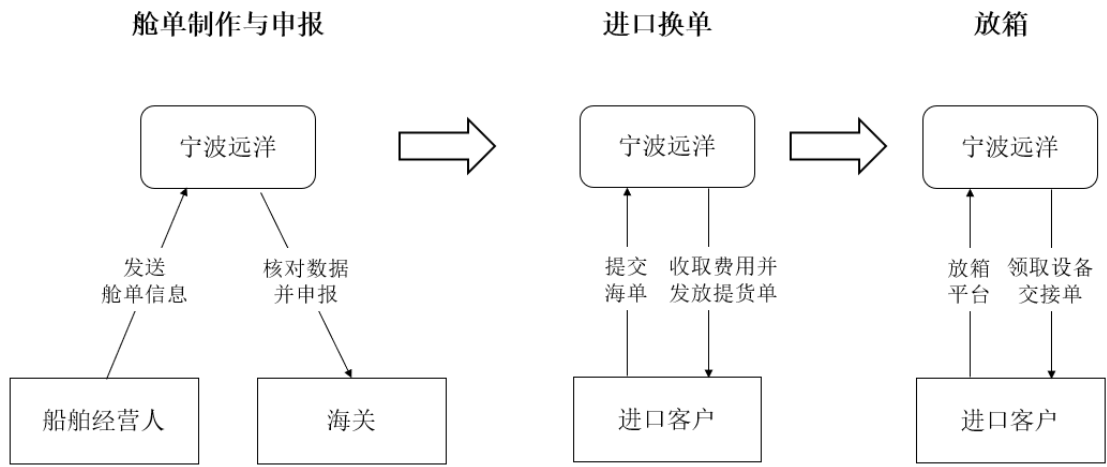 舱单制作与申报
进口换单
放箱
宁波远洋
宁波远洋
宁波远洋
发送
舱单信息
核对数据
并申报
提交
海单
收取费用并
发放提货单
放箱
平台
领取设备
交接单
船舶经营人
海关
进口客户
进口客户